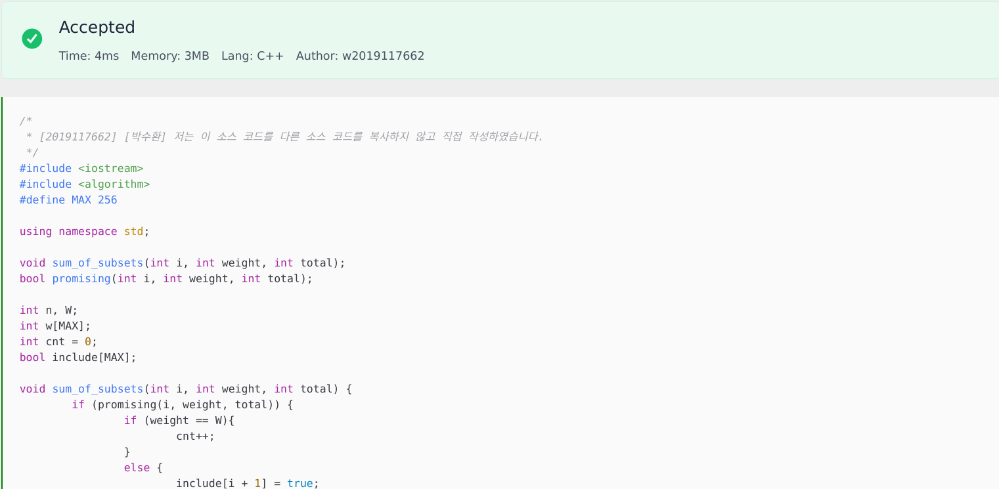 Accepted
Time: 4ms Memory: 3MB Lang: C++ Author: w2019117662
/*
 * [2019117662] [박수환] 저는 이 소스 코드를 다른 소스 코드를 복사하지 않고 직접 작성하였습니다.
 */
#include <iostream>
#include <algorithm>
#define MAX 256

using namespace std;

void sum_of_subsets(int i, int weight, int total);
bool promising(int i, int weight, int total);

int n, W;
int w[MAX];
int cnt = 0;
bool include[MAX];

void sum_of_subsets(int i, int weight, int total) {
        if (promising(i, weight, total)) {
                if (weight == W){
                        cnt++;
                }
                else {
                        include[i + 1] = true;